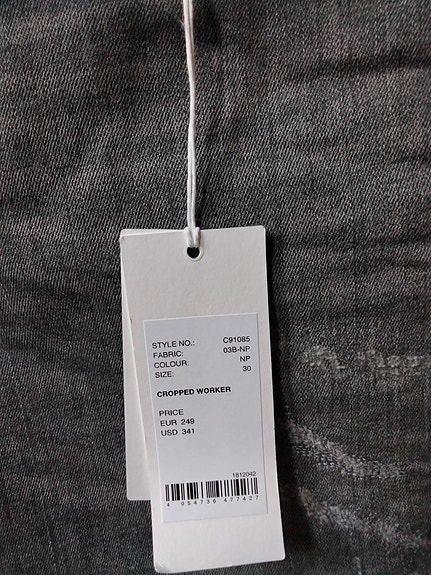 STYLE NO.: C91085
FABRIC: 03B-NP
COLOUR: NP
SIZE: 30
CROPPED WORKER
PRICE
EUR 249
USD 341
1812042
4 054736 477427